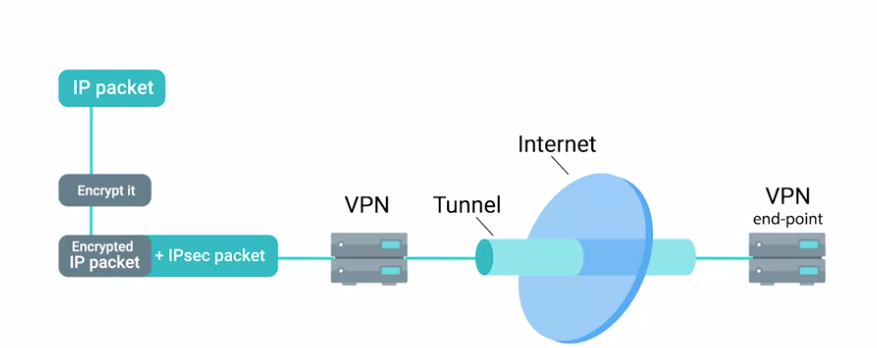 IP packet
Encrypt it
Encrypted
IP packet
+ IPsec packet
VPN
Tunnel
Internet
VPN
end-point